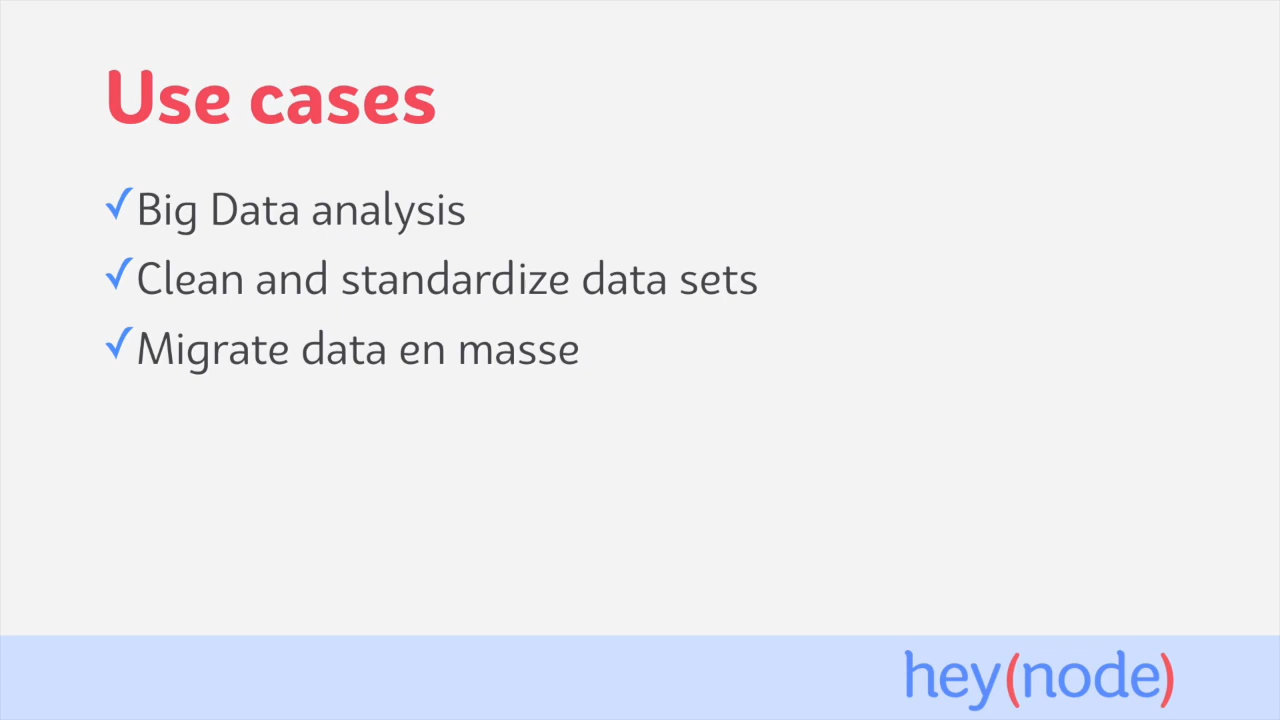 Use cases
✓Big Data analysis
✓Clean and standardize data sets
✓Migrate data en masse
hey(node)